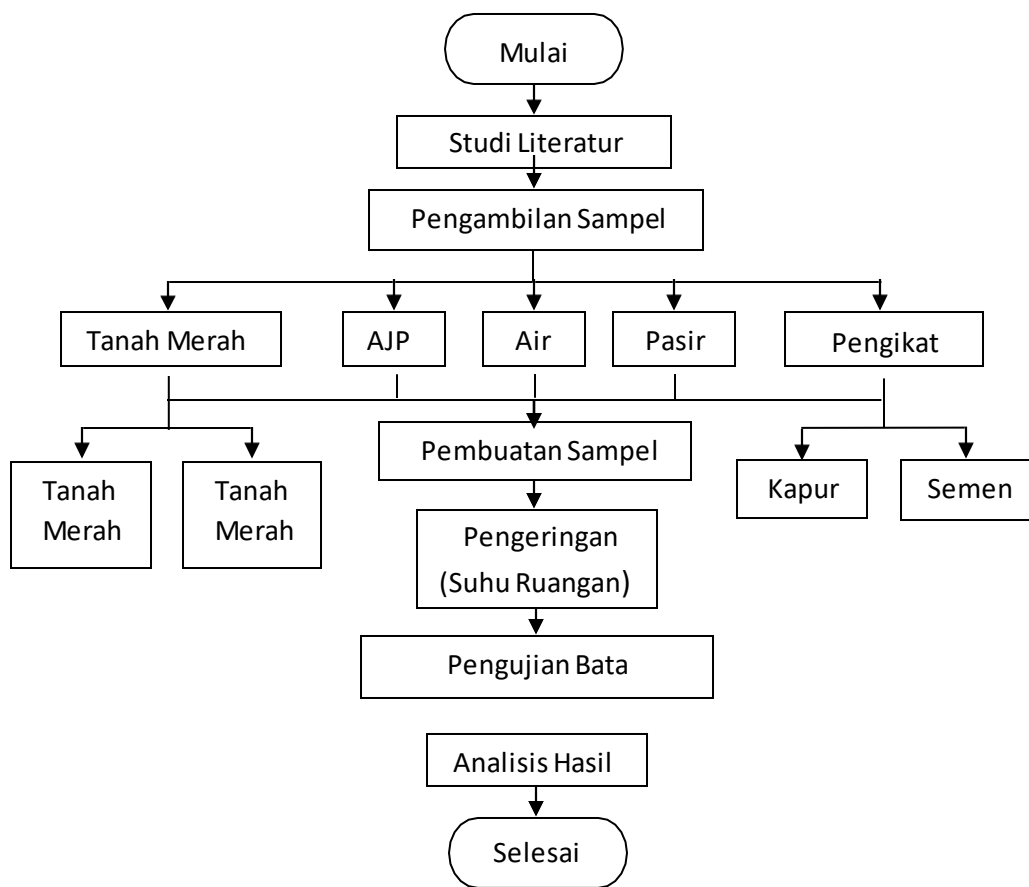 Mulai
Studi Literatur
Pengambilan Sampel
Tanah Merah
AJP
Air
Pasir
Pengikat
Pembuatan Sampel
Tanah
Merah
Tanah
Merah
Kapur
Semen
Pengeringan
(Suhu Ruangan)
Pengujian Bata
Analisis Hasil
Selesai